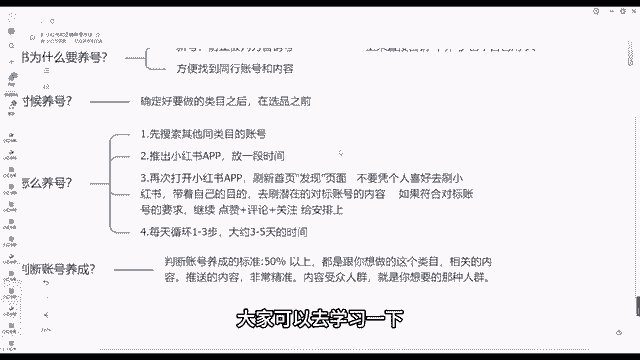 书为什么要养号?
方便找到同行账号和内容
时候养号?
确定好要做的类目之后，在选品之前
1.先搜索其他同类目的账号
2.推出小红书APP，放一段时间
怎么养号?
3.再次打开小红书APP，刷新首页“发现”页面 不要凭个人喜好去刷小
红书，带着自己的目的，去刷潜在的对标账号的内容 如果符合对标账
号的要求，继续 点赞+评论+关注 给安排上
4.每天循环1-3步，大约3-5天的时间
判断账号养成?
判断账号养成的标准:50% 以上，都是跟你想做的这个类目，相关的内
容。推送的内容，非常精准。内容受众人群，就是你想要的那种人群。
大家可以去学习一下